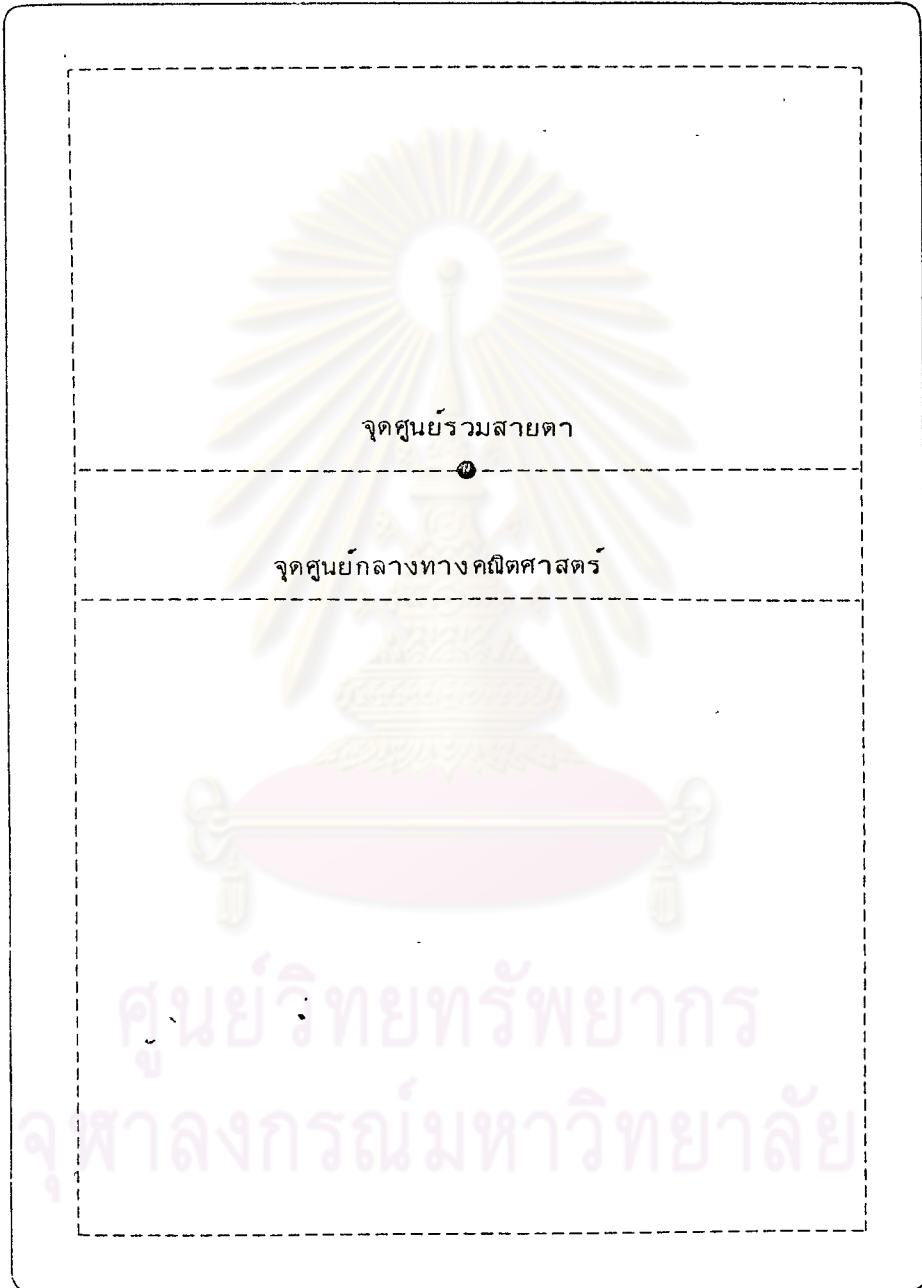 จุดศูนย์รวมสายตา
จุดศูนย์กลางทางคณิตศาสตร์
ศูนย์วิทยทรัพยากร
จุฬาลงกรณ์มหาวิทยาลัย